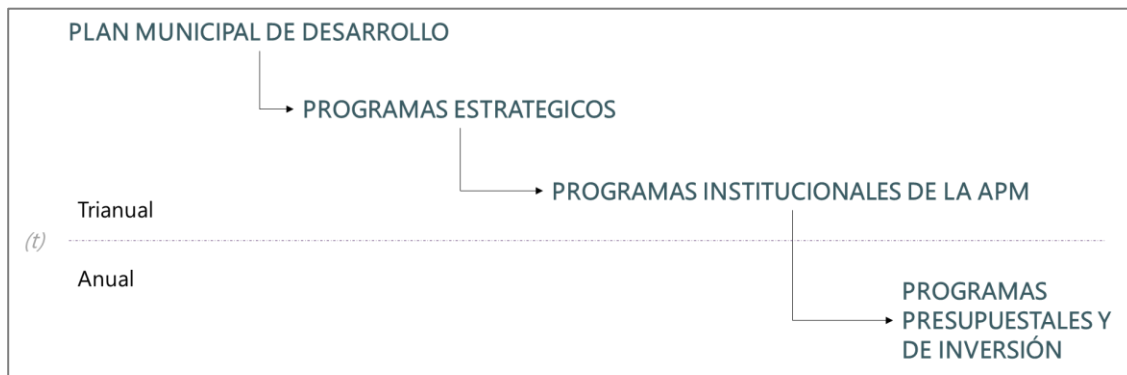 PLAN MUNICIPAL DE DESARROLLO
PROGRAMAS ESTRATEGICOS
PROGRAMAS INSTITUCIONALES DE LA APM
Trianual
(t)
Anual
PROGRAMAS
PRESUPUESTALES Y
DE INVERSIÓN